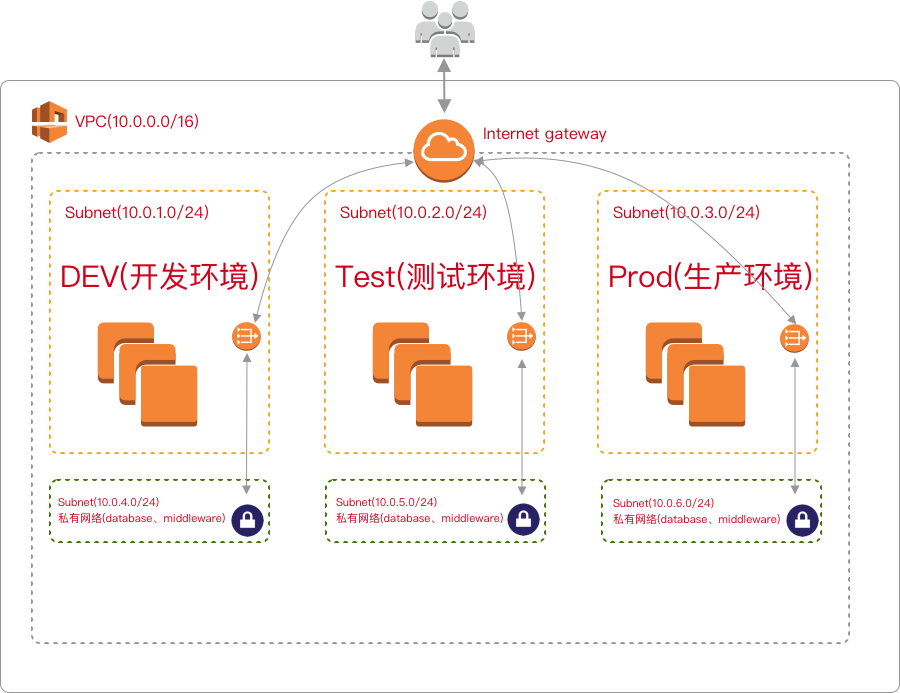 VPC(10.0.0.0/16)
Internet gateway
Subnet(10.0.1.0/24)
DEV(开发环境)
Subnet(10.0.2.0/24)
Test(测试环境)
Subnet(10.0.3.0/24)
Prod(生产环境)
Subnet(10.0.4.0/24)
私有网络(database、middleware)
Subnet(10.0.5.0/24)
私有网络(database、middleware)
Subnet(10.0.6.0/24)
私有网络(database、middleware)